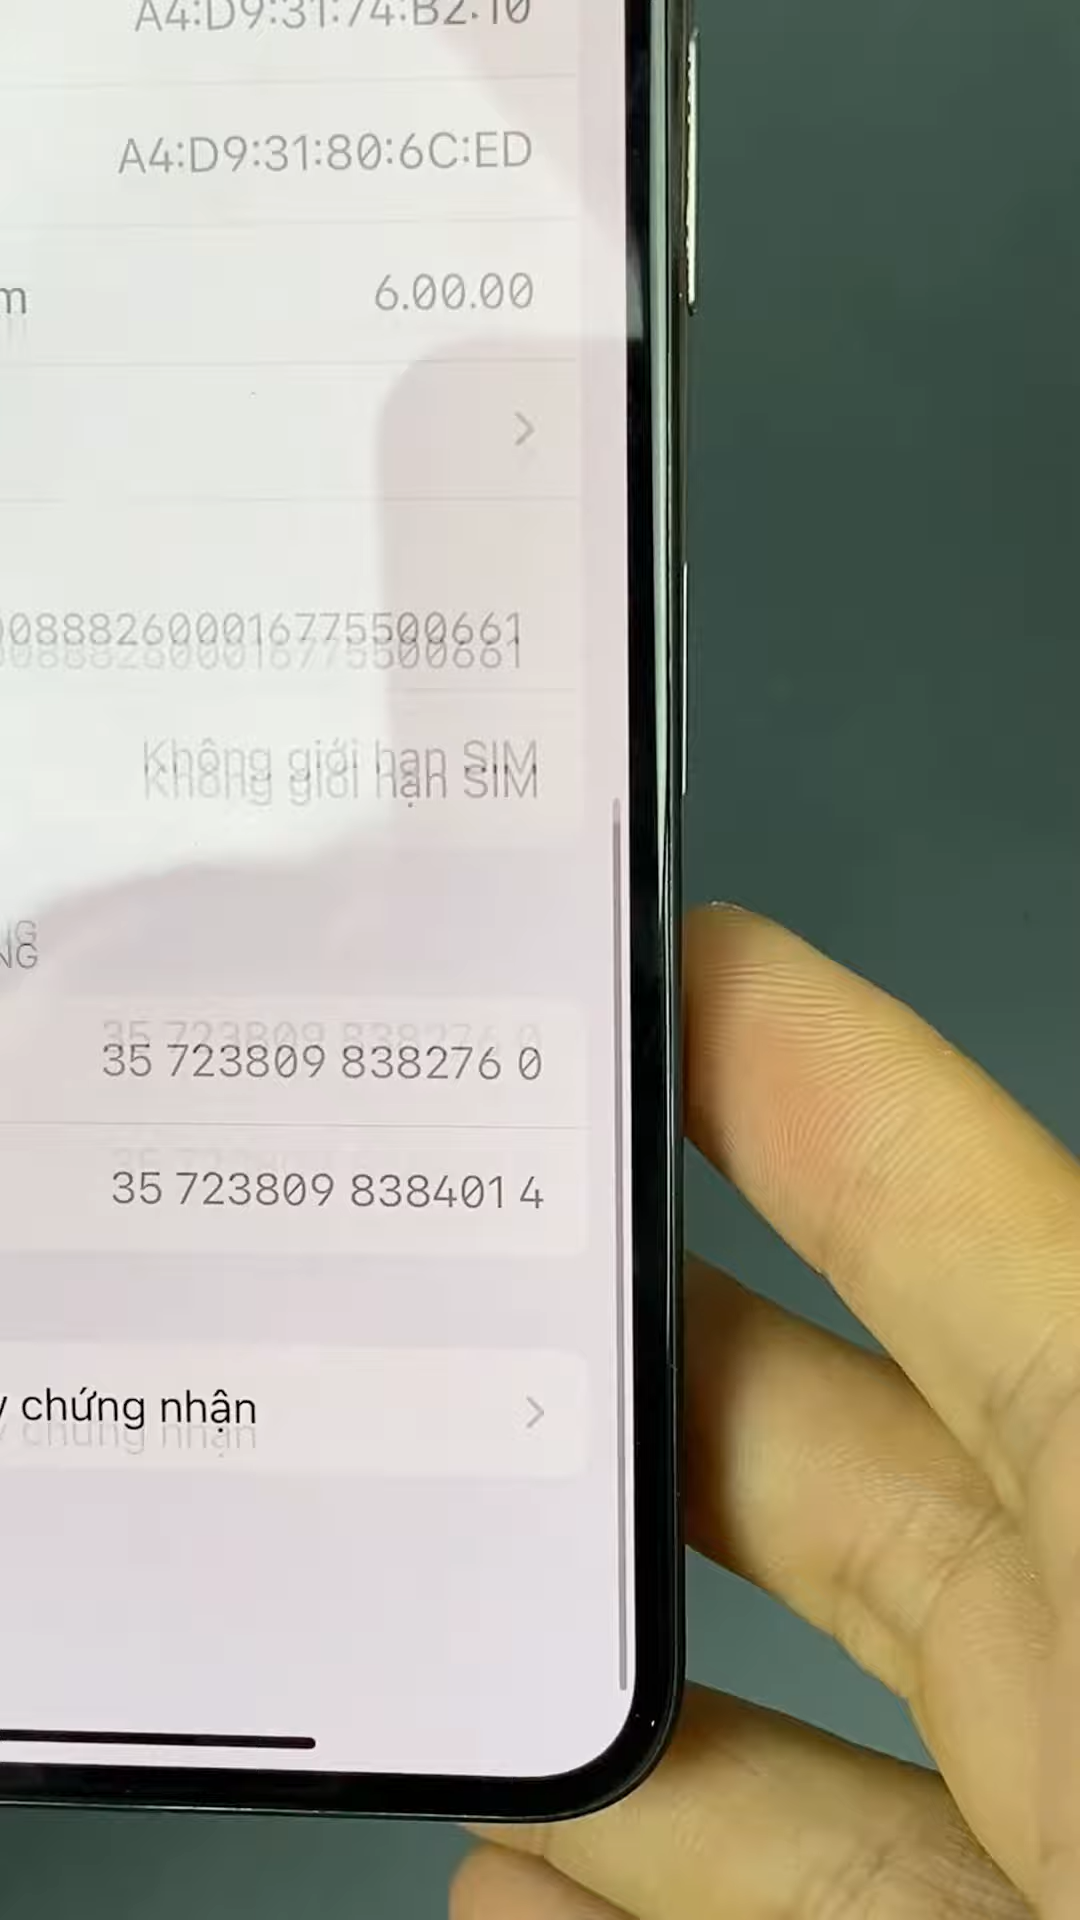 A4:D9:31:74:B2:10
A4:D9:31:80:6C:ED
6.00.00
08882600016775500661
Không giới hạn SIM
NG
35 723809 838276 0
35 723809 838401 4
chứng nhận